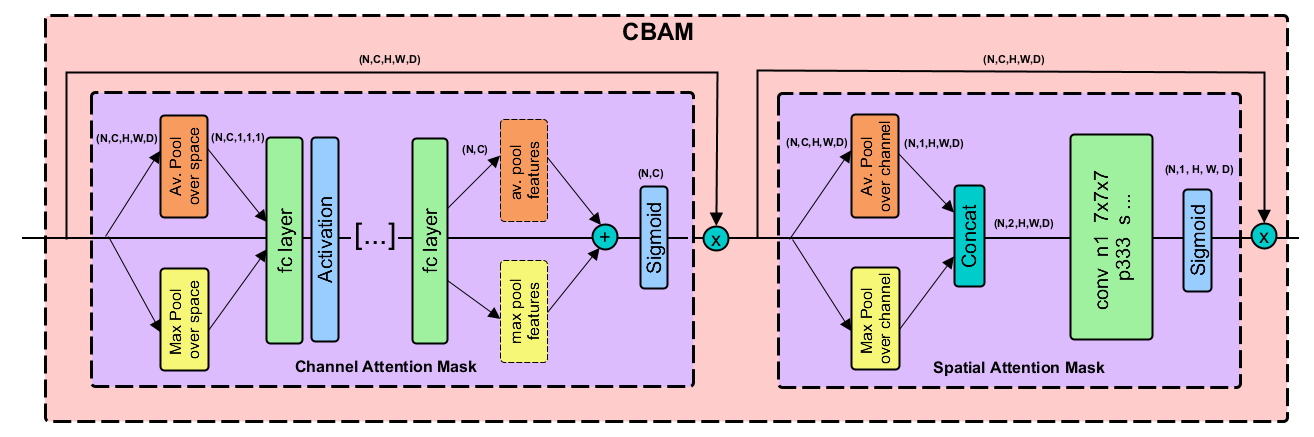 CBAM
(N,C,H,W,D)
(N,C,H,W,D)
(N,C,H,W,D)
(N,C,1,1,1)
Av. Pool
over space
Max Pool
over space
fc layer
Activation
[...]
fc layer
(N,C)
av. pool
features
max pool
features
+
(N,C)
Sigmoid
x
Channel Attention Mask
(N,C,H,W,D)
(N,1,H,W,D)
Av. Pool
over channel
Max Pool
over channel
Concat
(N,2,H,W,D)
conv n1 7x7x7
p333 s ...
(N,1, H, W, D)
Sigmoid
x
Spatial Attention Mask